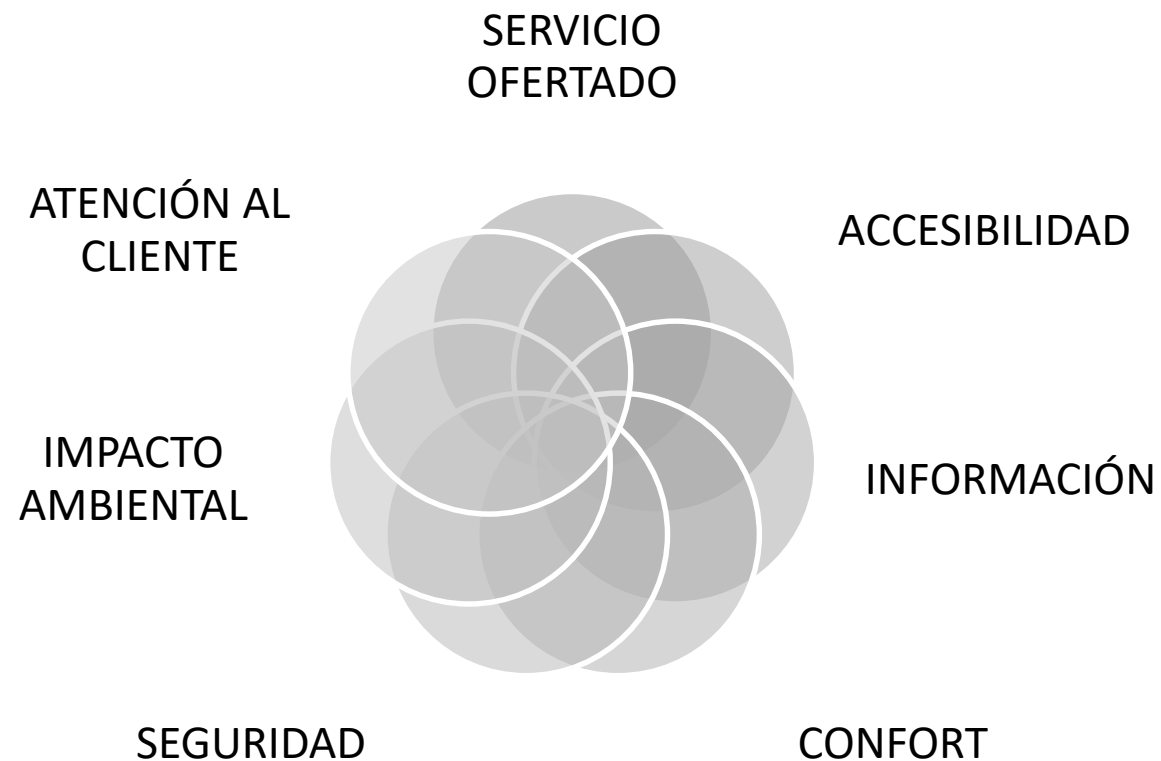 SERVICIO
OFERTADO
ATENCIÓN AL
CLIENTE
ACCESIBILIDAD
IMPACTO
AMBIENTAL
INFORMACIÓN
SEGURIDAD
CONFORT